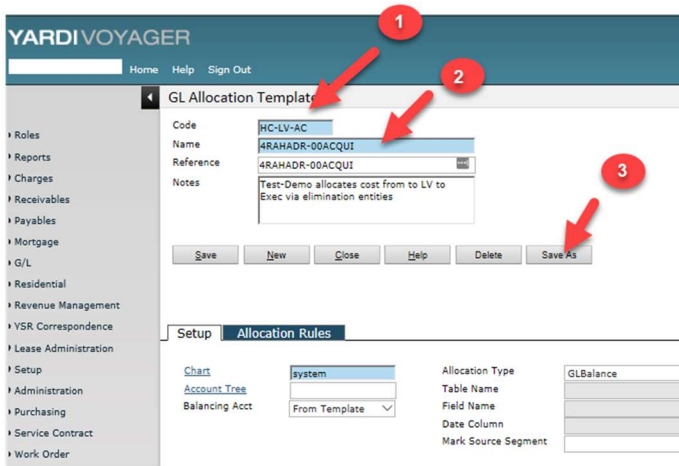 YARDI VOYAGER
1
2
3
Home Help Sign Out
GL Allocation Template
Code HC-LV-AC
Name 4RAHADR-00ACQUI
Reference 4RAHADR-00ACQUI
Notes Test-Demo allocates cost from to LV to
Exec via elimination entities
Save New Close Help Delete Save As
Roles
Reports
Charges
Receivables
Payables
Mortgage
G/L
Residential
Revenue Management
YSR Correspondence
Lease Administration
Setup
Administration
Purchasing
Service Contract
Work Order
Setup Allocation Rules
Chart system Allocation Type GLBalance
Account Tree Table Name
Balancing Acct From Template Field Name
Date Column
Mark Source Segment